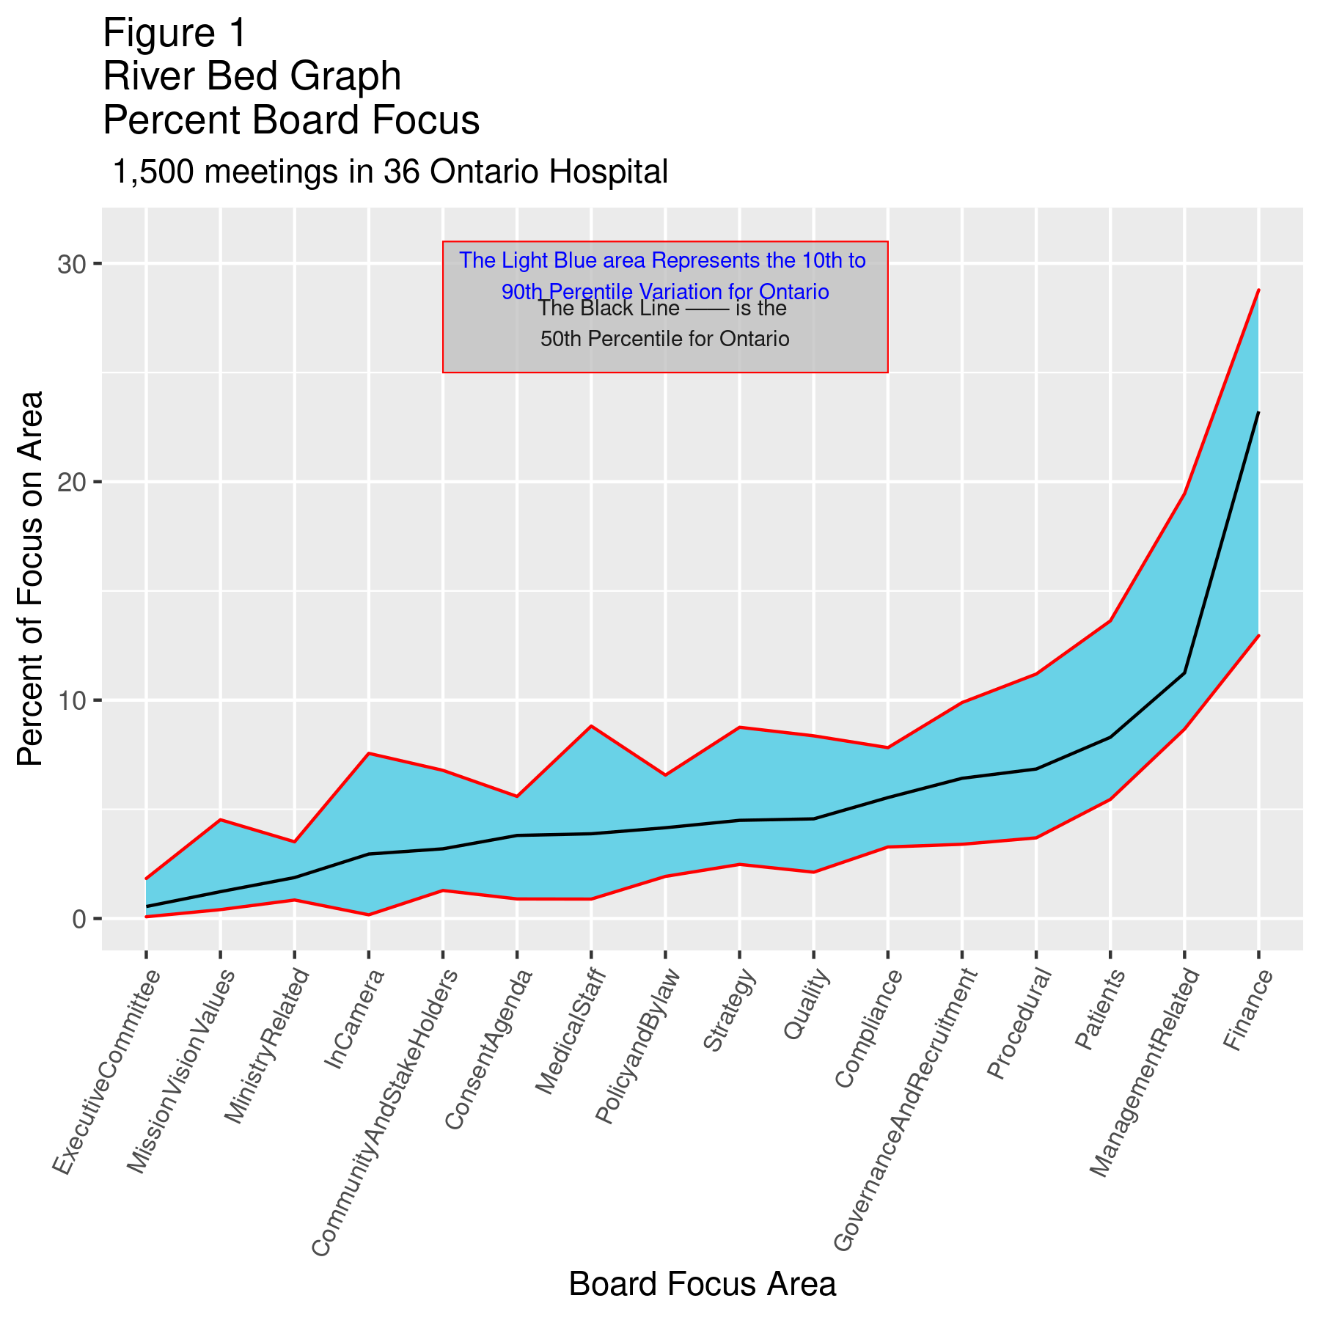 Figure 1
River Bed Graph
Percent Board Focus
1,500 meetings in 36 Ontario Hospital
The Light Blue area Represents the 10th to
90th Perentile Variation for Ontario
The Black Line —— is the
50th Percentile for Ontario
Percent of Focus on Area
30
20
10
0
ExecutiveCommittee
MissionVisionValues
MinistryRelated
InCamera
CommunityAndStakeHolders
ConsentAgenda
MedicalStaff
PolicyandBylaw
Strategy
Quality
Compliance
GovernanceAndRecruitment
Procedural
Patients
ManagementRelated
Finance
Board Focus Area